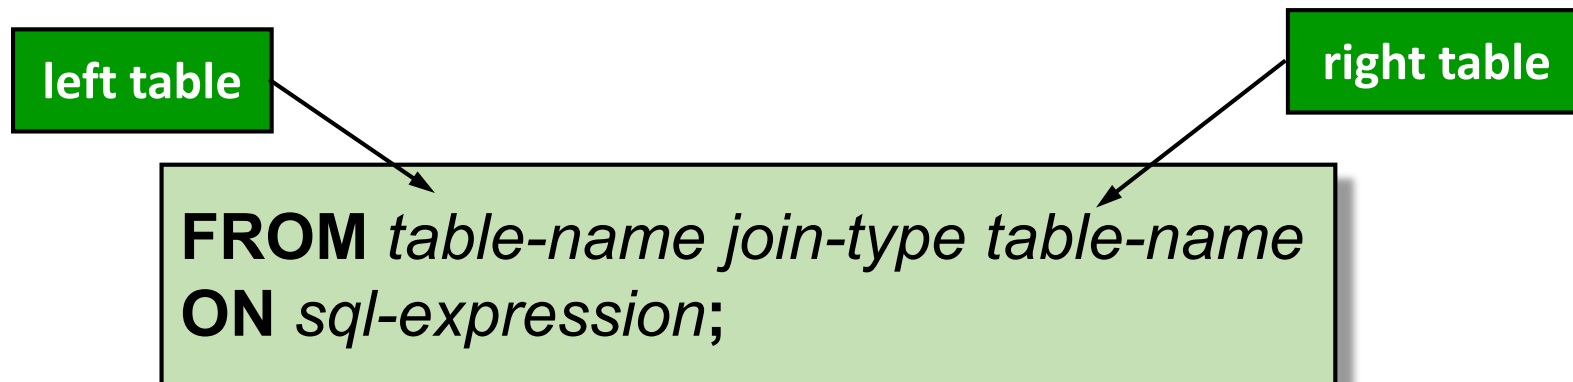 left table
right table
FROM table-name join-type table-name
ON sql-expression;